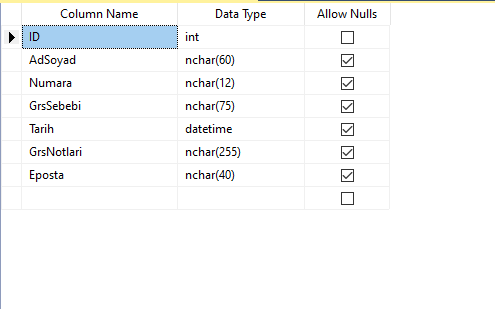 Column Name Data Type Allow Nulls
ID int
AdSoyad nchar(60)
Numara nchar(12)
GrsSebebi nchar(75)
Tarih datetime
GrsNotlari nchar(255)
Eposta nchar(40)